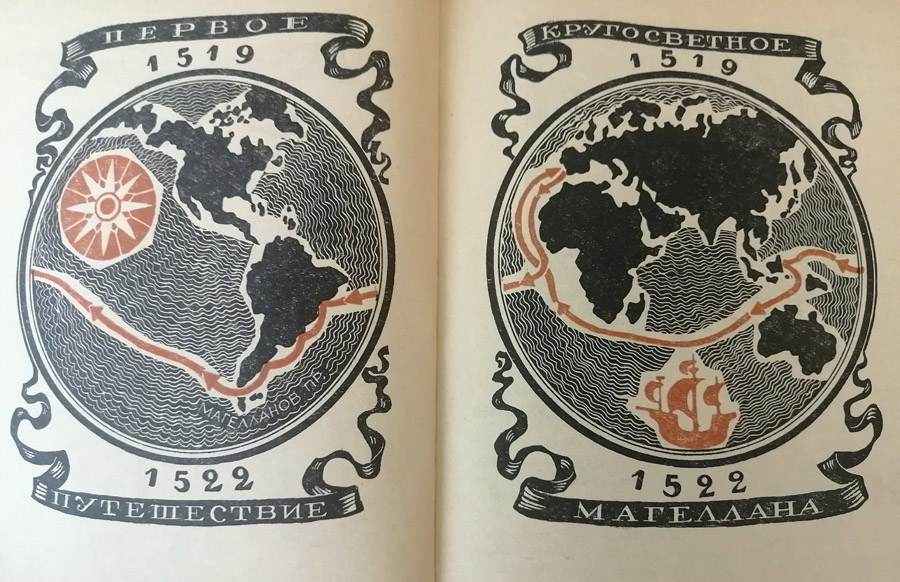 ПЕРВОЕ
1519
МАГЕЛЛАНОВ ПР.
1522
ПУТЕШЕСТВИЕ
КРУГОСВЕТНОЕ
1519
1522
МАГЕЛЛАНА